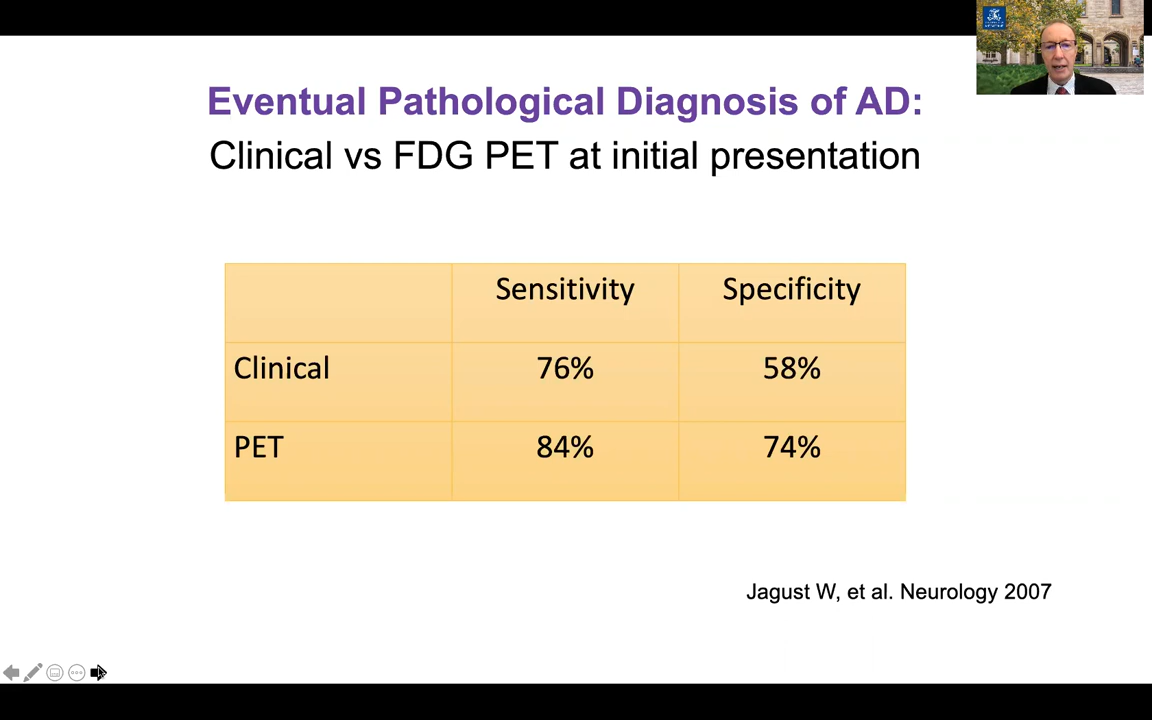 Eventual Pathological Diagnosis of AD:
Clinical vs FDG PET at initial presentation
Sensitivity Specificity
Clinical 76% 58%
PET 84% 74%
Jagust W, et al. Neurology 2007